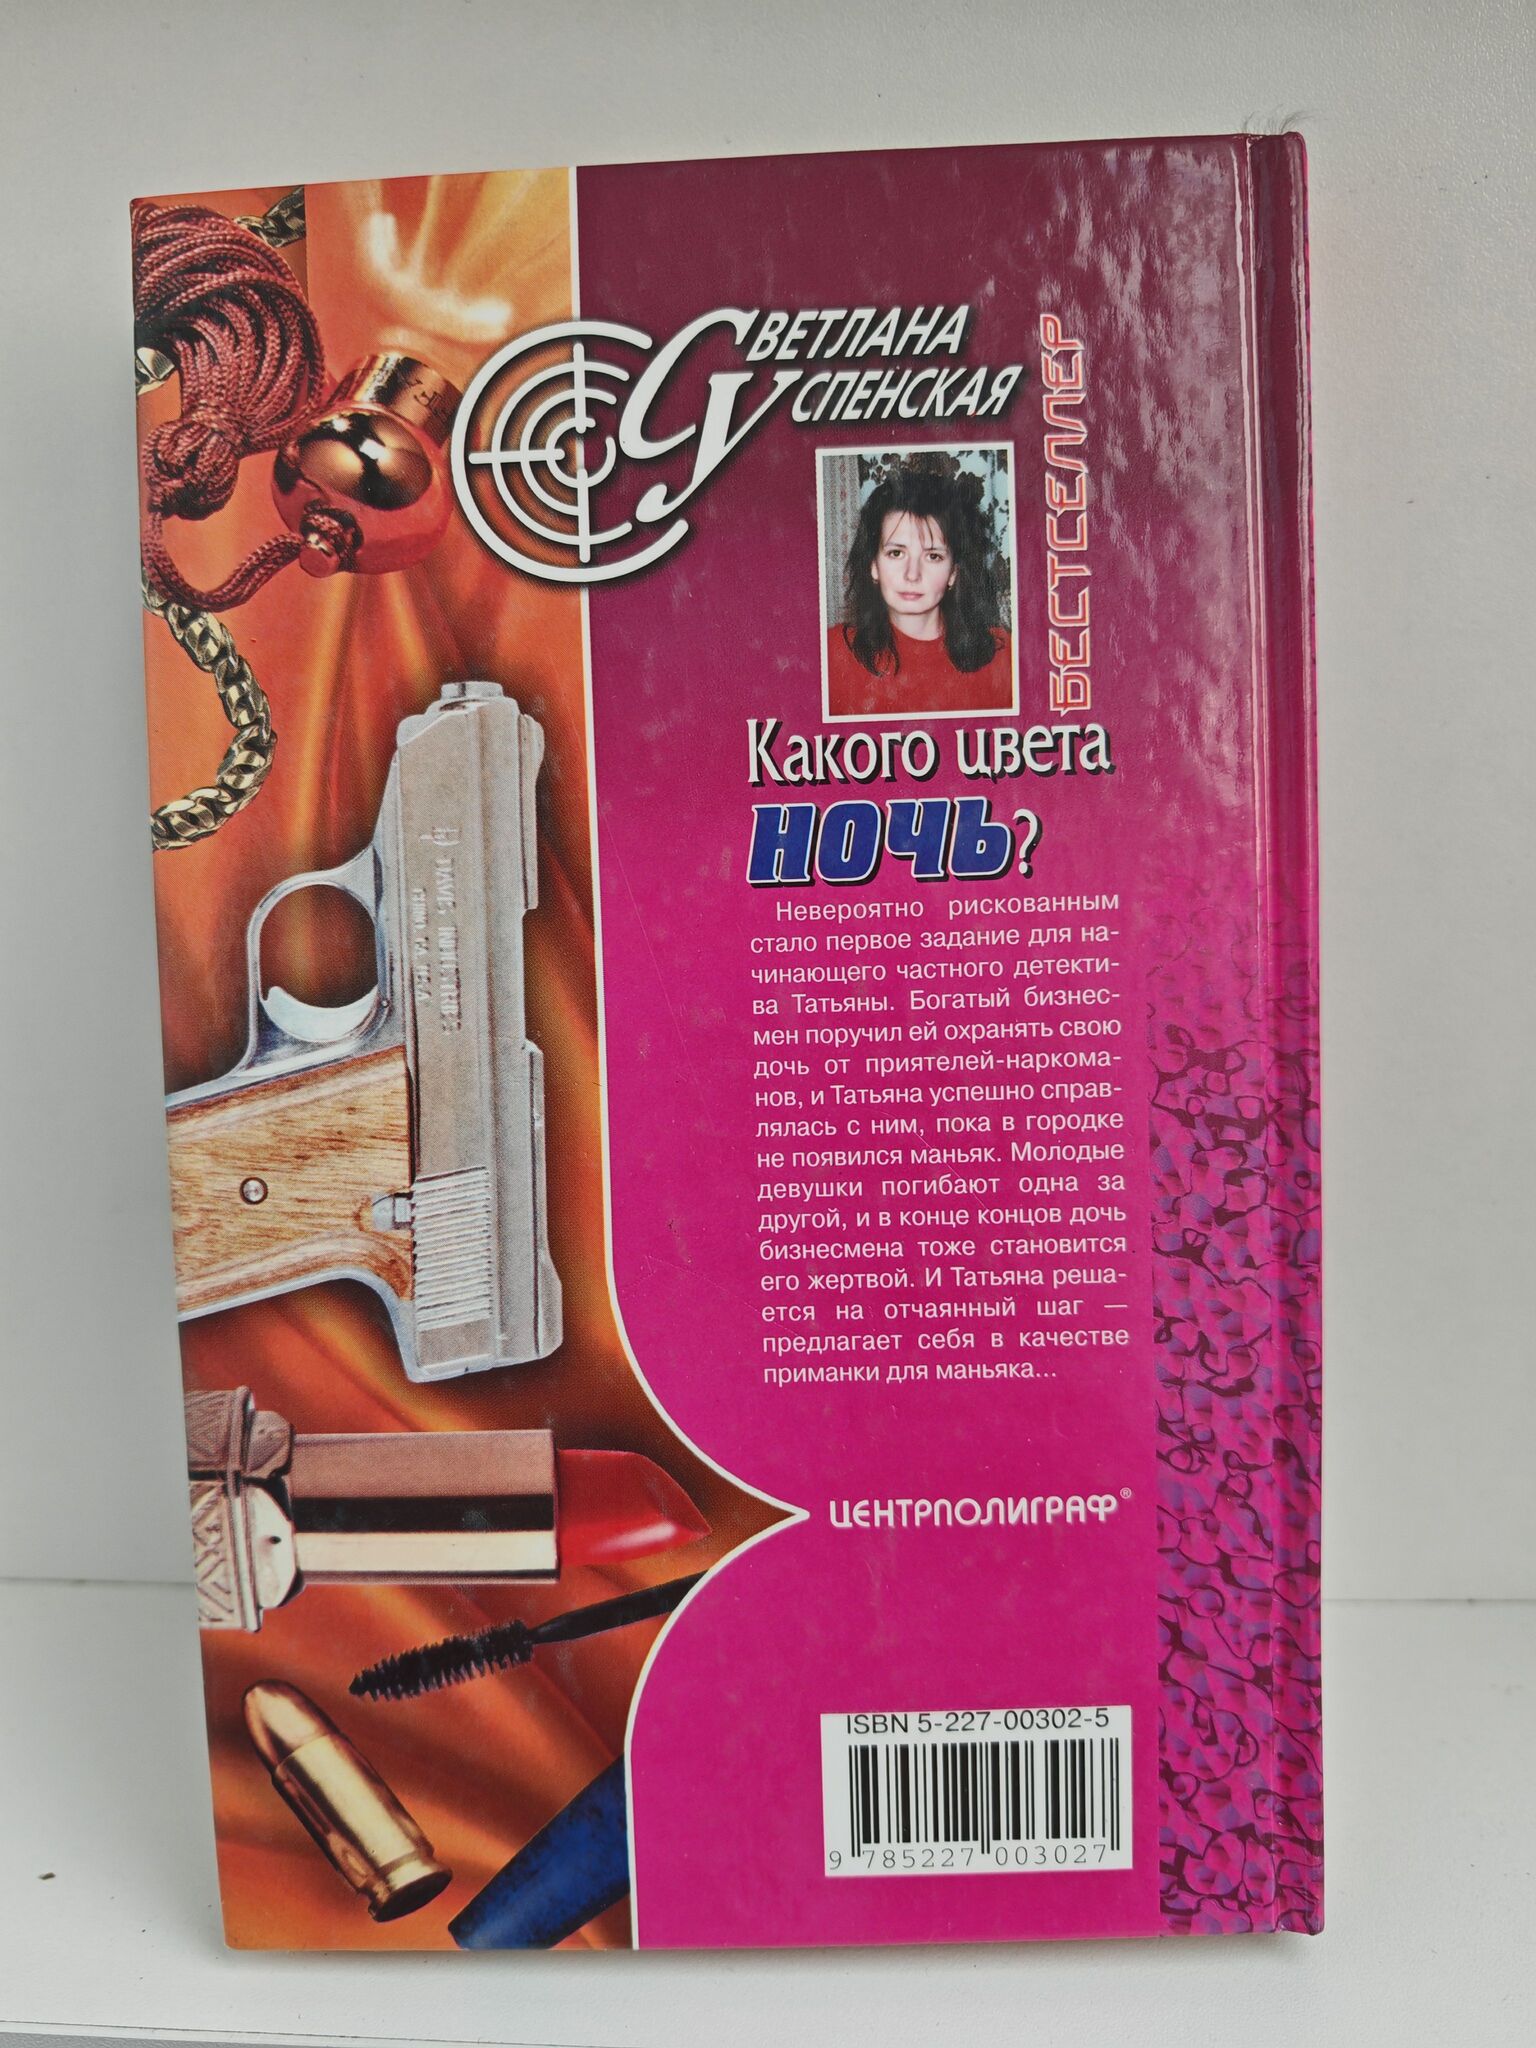 СВЕТЛАНА
УСПЕНСКАЯ
БЕСТСЕЛЛЕР
Какого цвета
НОЧЬ?
Невероятно рискованным
стало первое задание для на-
чинающего частного детекти-
ва Татьяны. Богатый бизнес-
мен поручил ей охранять свою
дочь от приятелей-наркома-
нов, и Татьяна успешно справ-
лялась с ним, пока в городке
не появился маньяк. Молодые
девушки погибают одна за
другой, и в конце концов дочь
бизнесмена тоже становится
его жертвой. И Татьяна реша-
ется на отчаянный шаг —
предлагает себя в качестве
приманки для маньяка...
ЦЕНТРПОЛИГРАФ®
ISBN 5-227-00302-5
9 785227 003027
DAVIS INDUSTRIES